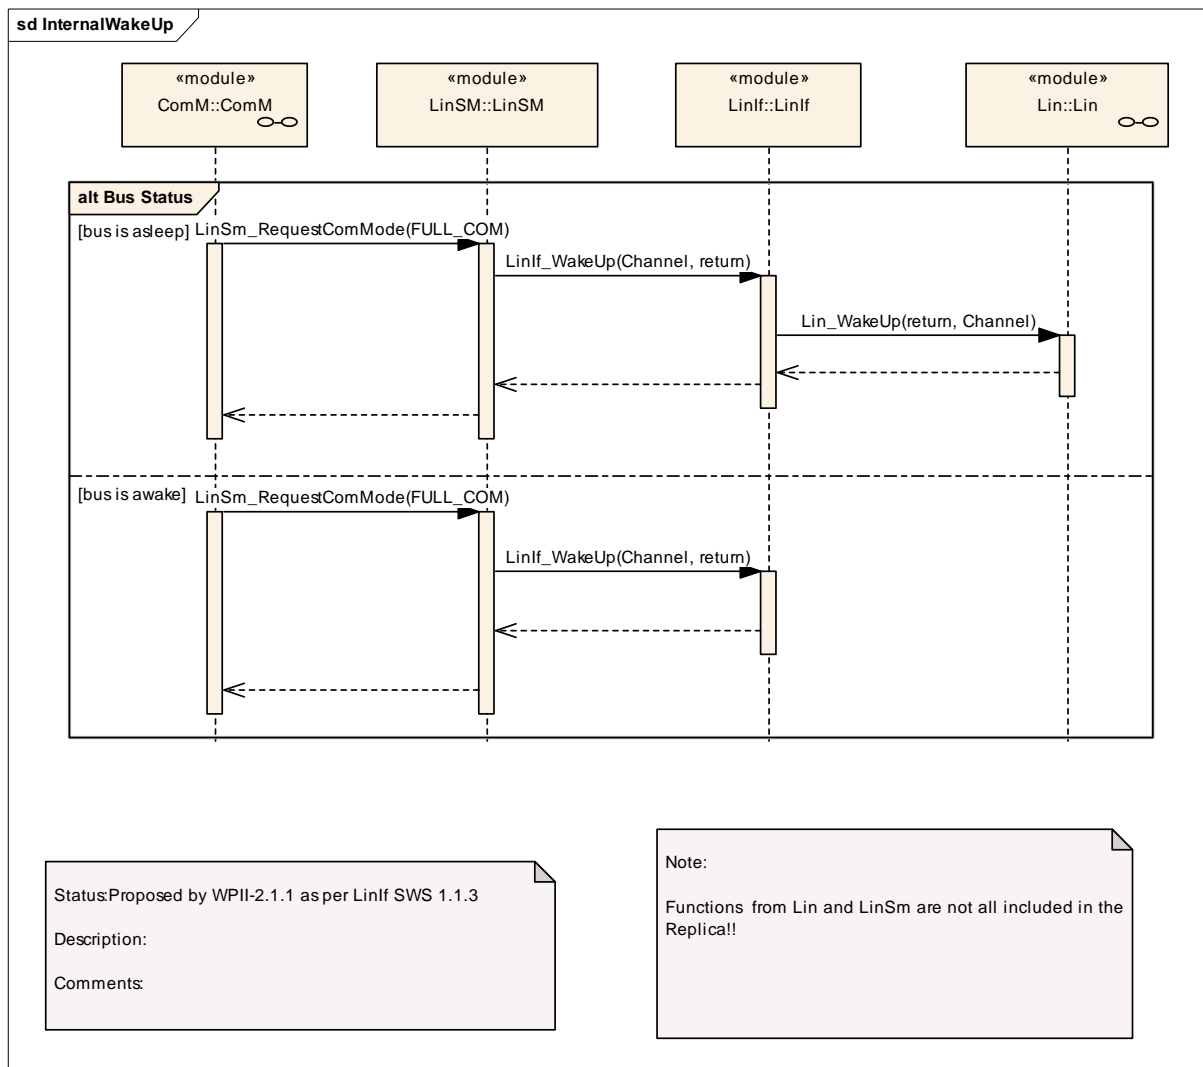 sd InternalWakeUp
«module»
ComM::ComM
«module»
LinSM::LinSM
«module»
LinIf::LinIf
«module»
Lin::Lin
alt Bus Status
[bus is asleep]
LinSm_RequestComMode(FULL_COM)
LinIf_WakeUp(Channel, return)
Lin_WakeUp(return, Channel)
[bus is awake]
LinSm_RequestComMode(FULL_COM)
LinIf_WakeUp(Channel, return)
Status:Proposed by WPII-2.1.1 as per LinIf SWS 1.1.3
Description:
Comments:
Note:
Functions from Lin and LinSm are not all included in the
Replica!!